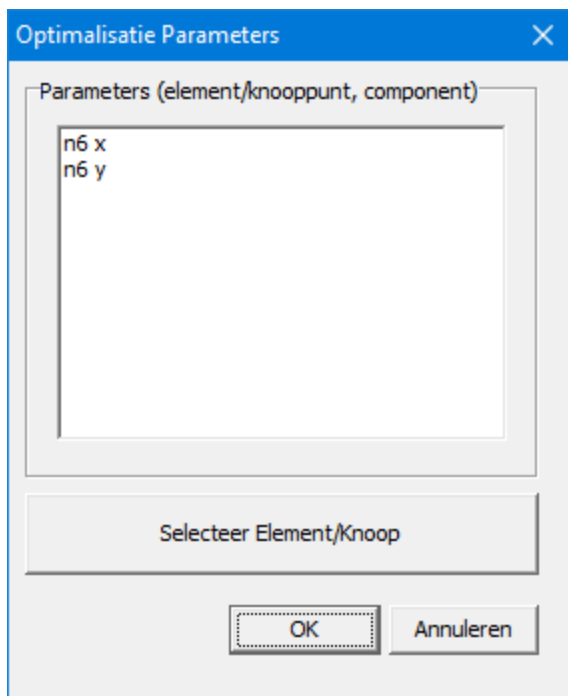 Optimalisatie Parameters
Parameters (element/knooppunt, component)
n6 x
n6 y
Selecteer Element/Knoop
OK
Annuleren